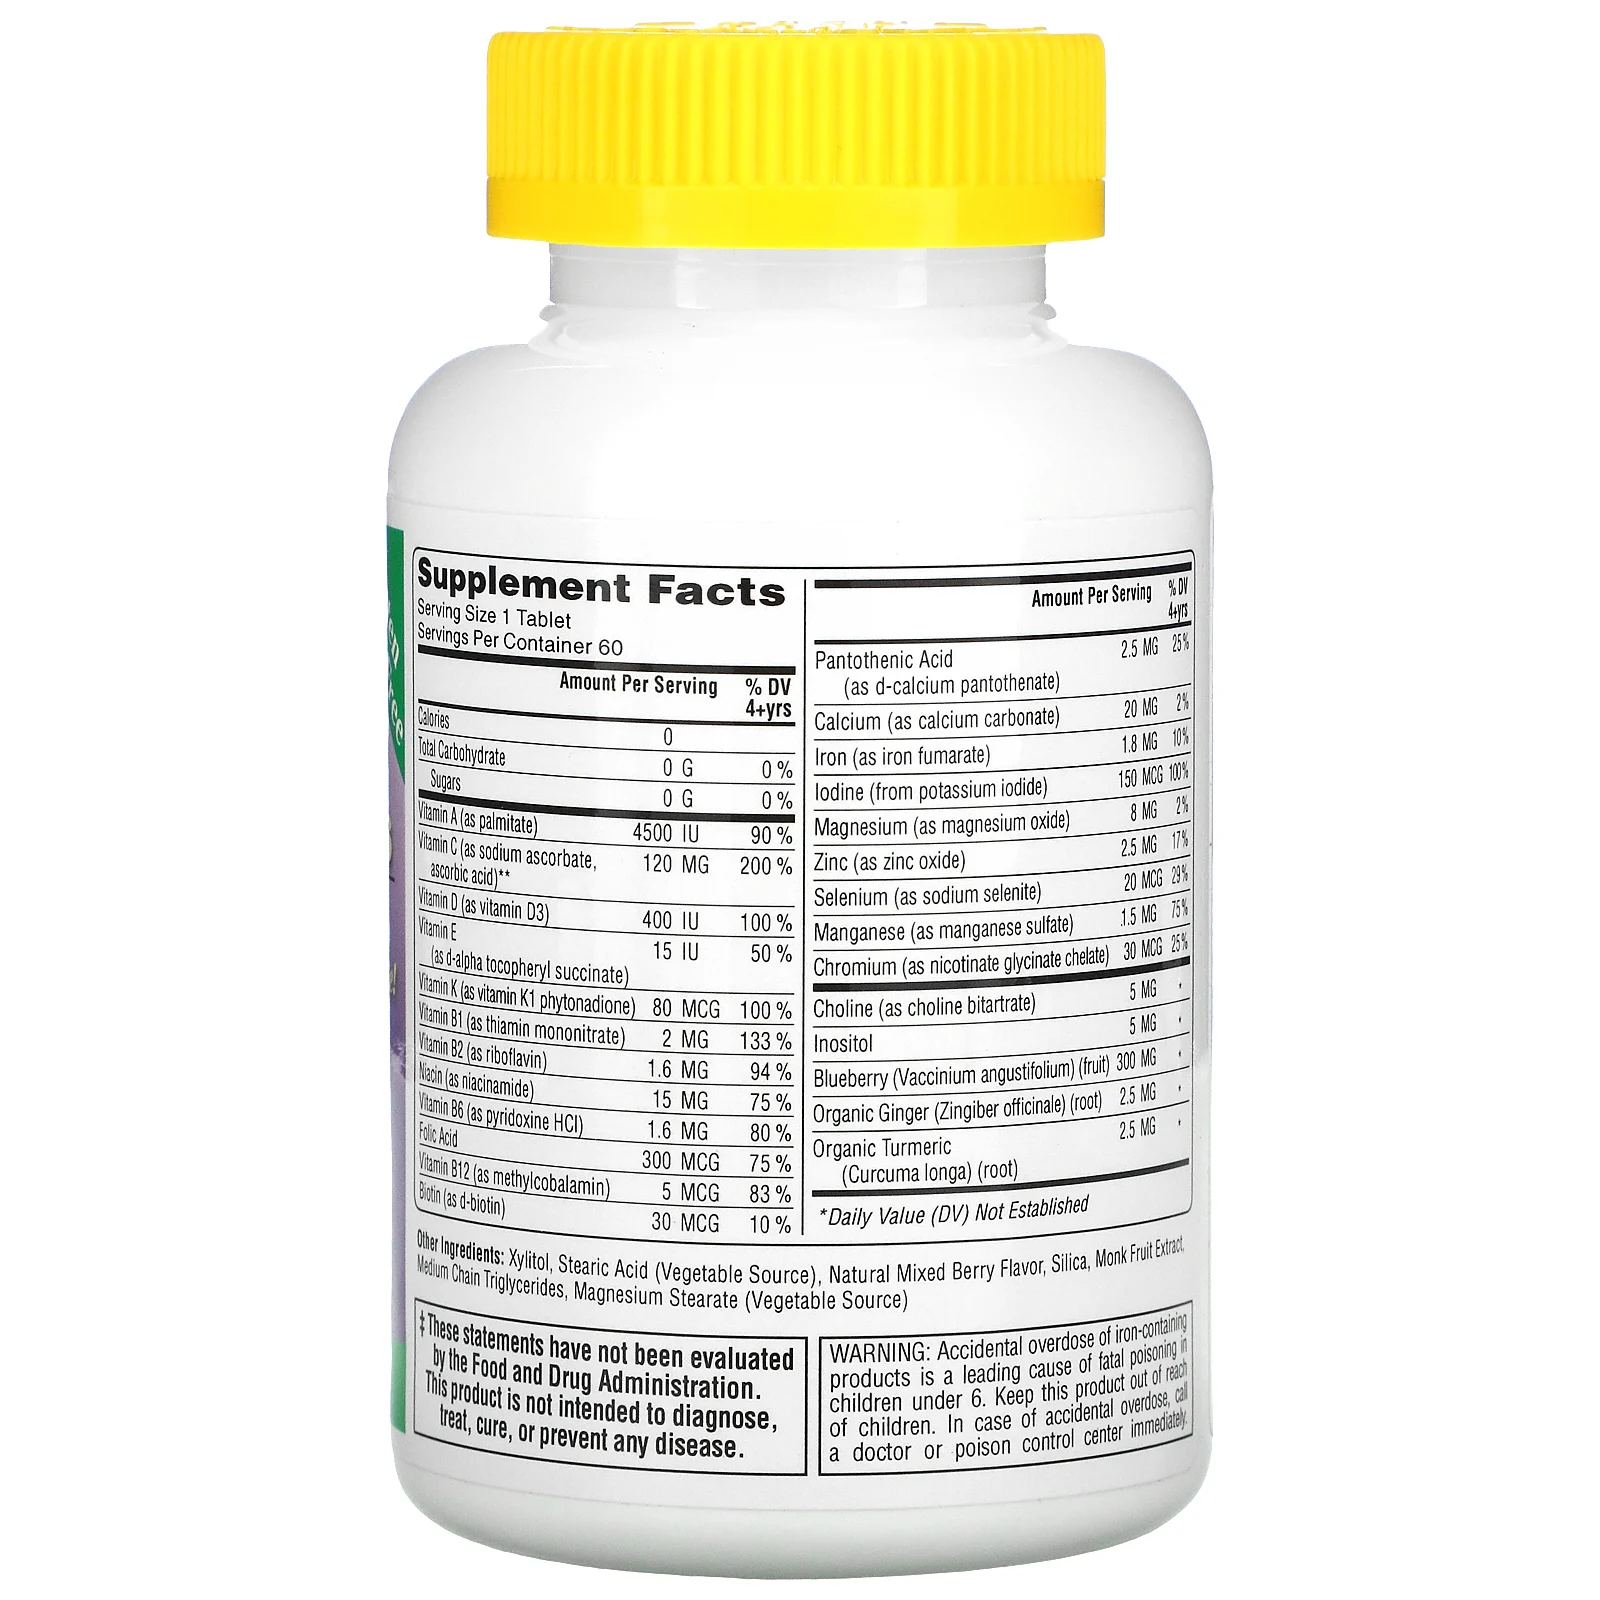 Supplement Facts
Serving Size 1 Tablet
Servings Per Container 60
Amount Per Serving % DV 4+yrs
Calories 0
Total Carbohydrate 0 G 0 %
Sugars 0 G 0 %
Vitamin A (as palmitate) 4500 IU 90 %
Vitamin C (as sodium ascorbate, 120 MG 200 %
ascorbic acid)**
Vitamin D (as vitamin D3) 400 IU 100 %
Vitamin E 15 IU 50 %
(as d-alpha tocopheryl succinate)
Vitamin K (as vitamin K1 phytonadione) 80 MCG 100 %
Vitamin B1 (as thiamin mononitrate) 2 MG 133 %
Vitamin B2 (as riboflavin) 1.6 MG 94 %
Niacin (as niacinamide) 15 MG 75 %
Vitamin B6 (as pyridoxine HCl) 1.6 MG 80 %
Folic Acid 300 MCG 75 %
Vitamin B12 (as methylcobalamin) 5 MCG 83 %
Biotin (as d-biotin) 30 MCG 10 %
Amount Per Serving % DV 4+yrs
Pantothenic Acid 2.5 MG 25 %
(as d-calcium pantothenate)
Calcium (as calcium carbonate) 20 MG 2 %
Iron (as iron fumarate) 1.8 MG 10%
Iodine (from potassium iodide) 150 MCG 100%
Magnesium (as magnesium oxide) 8 MG 2 %
Zinc (as zinc oxide) 2.5 MG 17%
Selenium (as sodium selenite) 20 MCG 29%
Manganese (as manganese sulfate) 1.5 MG 75%
Chromium (as nicotinate glycinate chelate) 30 MCG 25%
Choline (as choline bitartrate) 5 MG *
Inositol 5 MG *
Blueberry (Vaccinium angustifolium) (fruit) 300 MG *
Organic Ginger (Zingiber officinale) (root) 2.5 MG *
Organic Turmeric 2.5 MG *
(Curcuma longa) (root)
*Daily Value (DV) Not Established
Other Ingredients: Xylitol, Stearic Acid (Vegetable Source), Natural Mixed Berry Flavor, Silica, Monk Fruit Extract,
Medium Chain Triglycerides, Magnesium Stearate (Vegetable Source)
‡ These statements have not been evaluated
by the Food and Drug Administration.
This product is not intended to diagnose,
treat, cure, or prevent any disease.
WARNING: Accidental overdose of iron-containing
products is a leading cause of fatal poisoning in
children under 6. Keep this product out of reach
of children. In case of accidental overdose, call
a doctor or poison control center immediately.